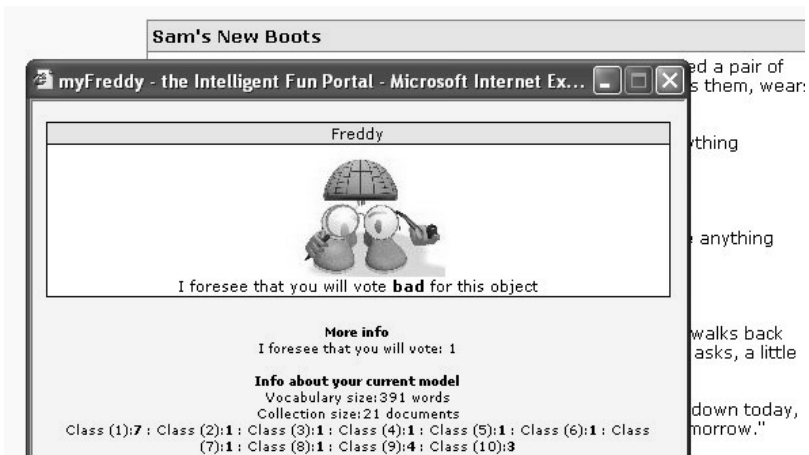 Sam's New Boots
ed a pair of
s them, wears
myFreddy - the Intelligent Fun Portal - Microsoft Internet Ex...
Freddy
ything
anything
I foresee that you will vote bad for this object
More info
I foresee that you will vote: 1
walks back
asks, a little
Info about your current model
Vocabulary size:391 words
Collection size:21 documents
down today,
Class (1):7 : Class (2):1 : Class (3):1 : Class (4):1 : Class (5):1 : Class (6):1 : Class
morrow."
(7):1 : Class (8):1 : Class (9):4 : Class (10):3